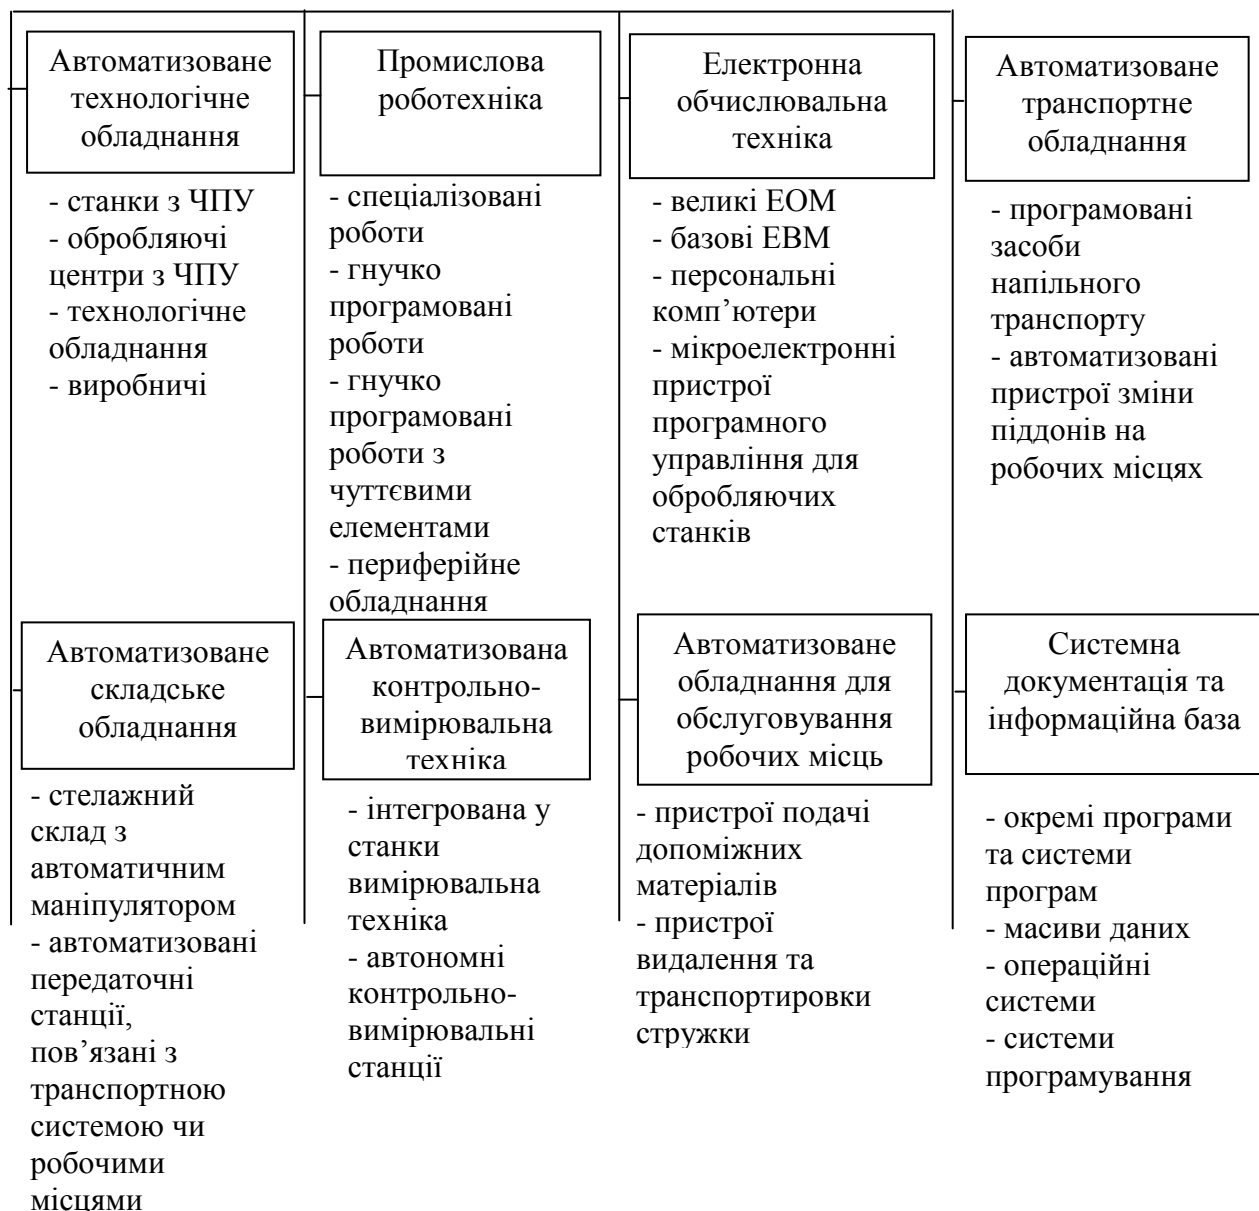 Автоматизоване
технологічне
обладнання
- станки з ЧПУ
- обробляючі
центри з ЧПУ
- технологічне
обладнання
- виробничі
Промислова
роботехніка
- спеціалізовані
роботи
- гнучко
програмовані
роботи
- гнучко
програмовані
роботи з
чуттєвими
елементами
- периферійне
обладнання
Електронна
обчислювальна
техніка
- великі ЕОМ
- базові ЕВМ
- персональні
комп’ютери
- мікроелектронні
пристрої
програмного
управління для
обробляючих
станків
Автоматизоване
транспортне
обладнання
- програмовані
засоби
напільного
транспорту
- автоматизовані
пристрої зміни
піддонів на
робочих місцях
Автоматизоване
складське
обладнання
- стелажний
склад з
автоматичним
маніпулятором
- автоматизовані
передаточні
станції,
пов’язані з
транспортною
системою чи
робочими
місцями
Автоматизована
контрольно-
вимірювальна
техніка
- інтегрована у
станки
вимірювальна
техніка
- автономні
контрольно-
вимірювальні
станції
Автоматизоване
обладнання для
обслуговування
робочих місць
- пристрої подачі
допоміжних
матеріалів
- пристрої
видалення та
транспортировки
стружки
Системна
документація та
інформаційна база
- окремі програми
та системи
програм
- масиви даних
- операційні
системи
- системи
програмування